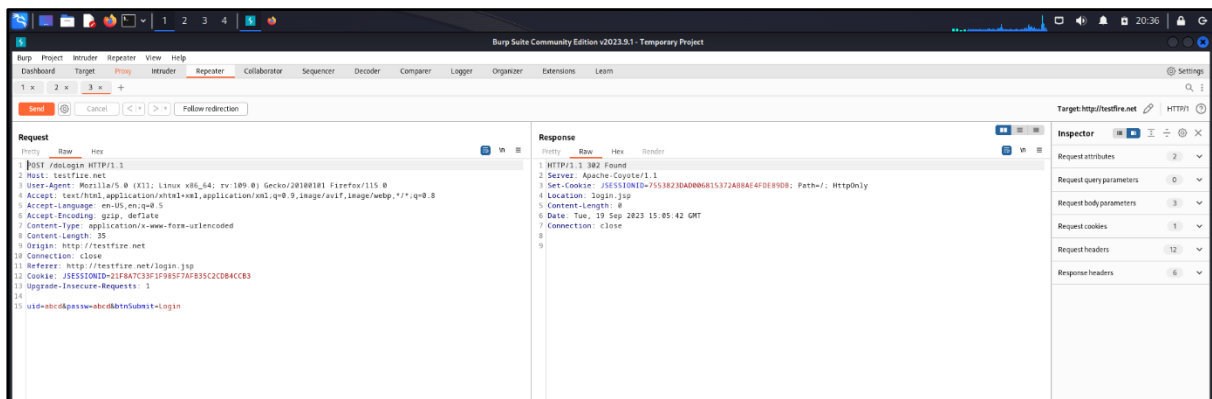 1 2 3 4 20:36
Burp Suite Community Edition v2023.9.1 - Temporary Project
Burp Project Intruder Repeater View Help
Dashboard Target Proxy Intruder Repeater Collaborator Sequencer Decoder Comparer Logger Organizer Extensions Learn Settings
1 × 2 × 3 × +
Send Cancel < > Follow redirection Target: http://testfire.net HTTP/1
Request
Pretty Raw Hex
1 POST /doLogin HTTP/1.1
2 Host: testfire.net
3 User-Agent: Mozilla/5.0 (X11; Linux x86_64; rv:109.0) Gecko/20100101 Firefox/115.0
4 Accept: text/html,application/xhtml+xml,application/xml;q=0.9,image/avif,image/webp,*/*;q=0.8
5 Accept-Language: en-US,en;q=0.5
6 Accept-Encoding: gzip, deflate
7 Content-Type: application/x-www-form-urlencoded
8 Content-Length: 35
9 Origin: http://testfire.net
10 Connection: close
11 Referer: http://testfire.net/login.jsp
12 Cookie: JSESSIONID=21F8A7C33F1F985F7AFB35C2CDB4CCB3
13 Upgrade-Insecure-Requests: 1
14
15 uid=abcd&passw=abcd&btnSubmit=Login
Response
Pretty Raw Hex Render
1 HTTP/1.1 302 Found
2 Server: Apache-Coyote/1.1
3 Set-Cookie: JSESSIONID=7553823DAD006815372AB8AE4FDE89DB; Path=/; HttpOnly
4 Location: login.jsp
5 Content-Length: 0
6 Date: Tue, 19 Sep 2023 15:05:42 GMT
7 Connection: close
8
9
Inspector
Request attributes 2
Request query parameters 0
Request body parameters 3
Request cookies 1
Request headers 12
Response headers 6